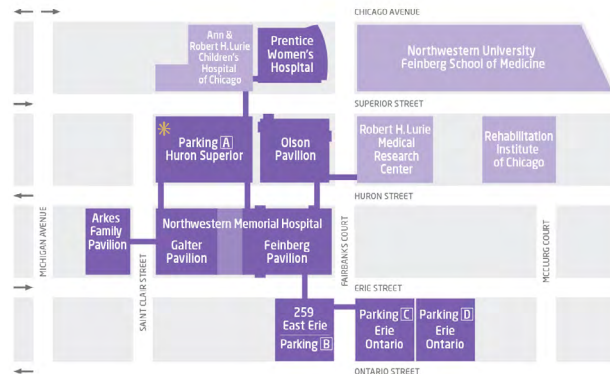 CHICAGO AVENUE
Ann &
Robert H. Lurie
Children's
Hospital
of Chicago
Prentice
Women's
Hospital
Northwestern University
Feinberg School of Medicine
SUPERIOR STREET
Parking A
Huron Superior
Olson
Pavilion
Robert H. Lurie
Medical
Research
Center
Rehabilitation
Institute
of Chicago
HURON STREET
MICHIGAN AVENUE
Arkes
Family
Pavilion
SAINT CLAIR STREET
Northwestern Memorial Hospital
Galter
Pavilion
Feinberg
Pavilion
FAIRBANKS COURT
MCCLURG COURT
ERIE STREET
259
East Erie
Parking B
Parking C
Erie
Ontario
Parking D
Erie
Ontario
ONTARIO STREET